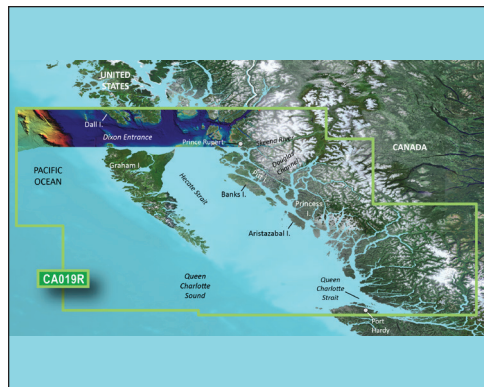 UNITED
STATES
Dall I.
Dixon Entrance
Prince Rupert
Skeena River
CANADA
Douglas
Channel
PACIFIC
OCEAN
Graham I.
Hecate Strait
Banks I.
Princess
I.
Aristazabal I.
CA019R
Queen
Charlotte
Sound
Queen
Charlotte
Strait
Port
Hardy